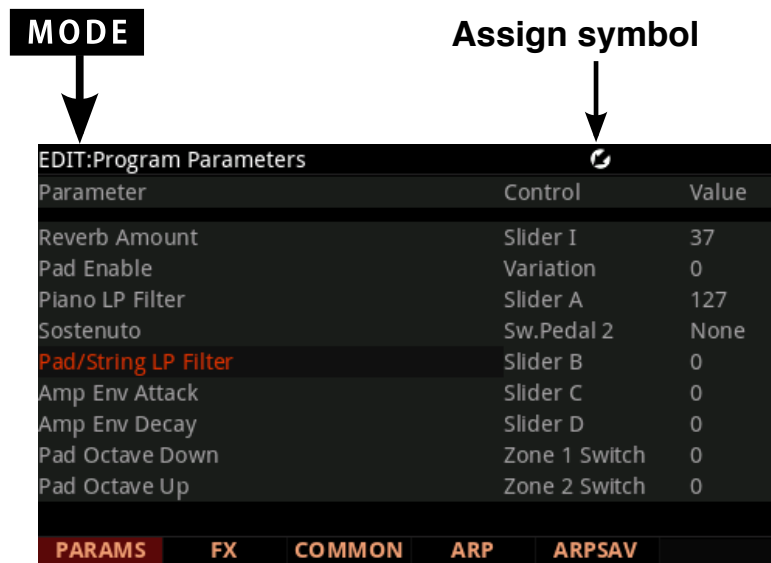 MODE
Assign symbol
EDIT:Program Parameters
Parameter Control Value
Reverb Amount Slider I 37
Pad Enable Variation 0
Piano LP Filter Slider A 127
Sostenuto Sw.Pedal 2 None
Pad/String LP Filter Slider B 0
Amp Env Attack Slider C 0
Amp Env Decay Slider D 0
Pad Octave Down Zone 1 Switch 0
Pad Octave Up Zone 2 Switch 0
PARAMS FX COMMON ARP ARPSAV